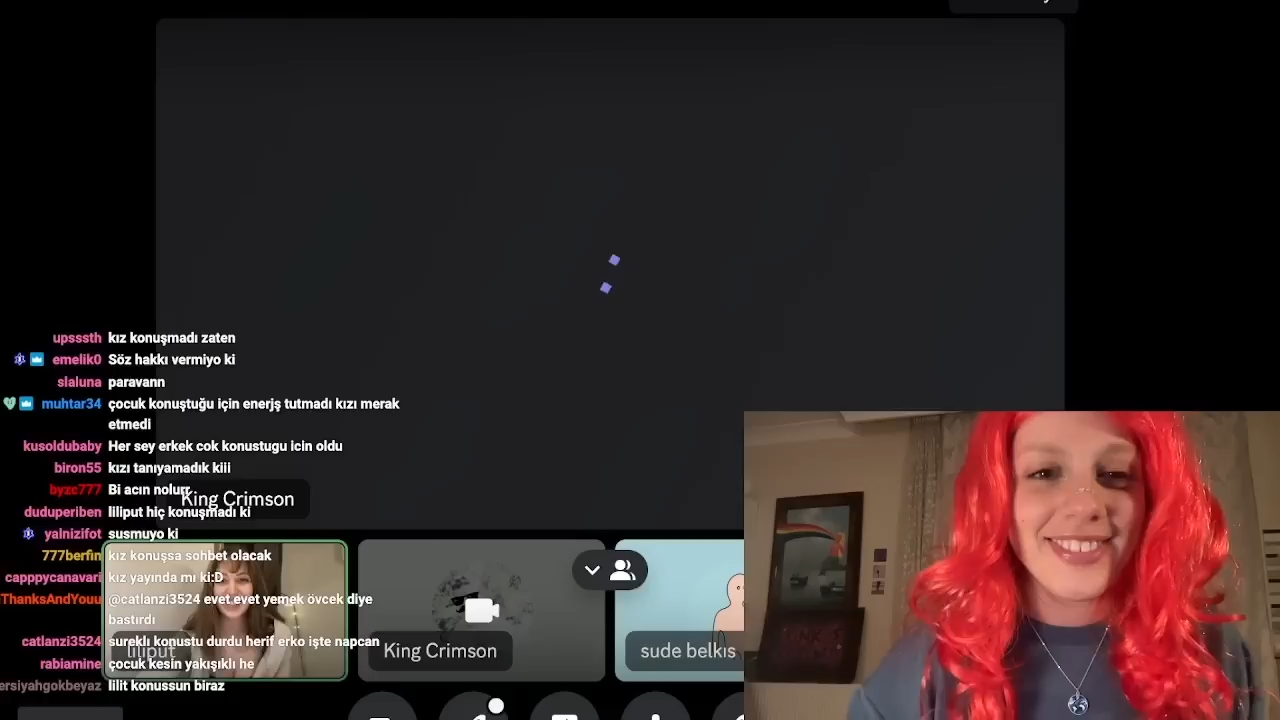 upsssth kız konuşmadı zaten
emelik0 Söz hakkı vermiyo ki
slaluna paravann
muhtar34 çocuk konuştuğu için enerjş tutmadı kızı merak
etmedi
kusoldubaby Her sey erkek cok konustugu icin oldu
biron55 kızı tanıyamadık kiii
byzc777 Bi acın nolurr
King Crimson
duduperiben liliput hiç konuşmadı ki
yalnizifot susmuyo ki
777berfin kız konuşsa sohbet olacak
capppycanavari kız yayında mı ki:D
iThanksAndYouu @catlanzi3524 evet evet yemek övcek diye
bastırdı
catlanzi3524 sureklı konustu durdu herif erko işte napcan
liliput
King Crimson
sude belkıs
rabiamine çocuk kesin yakışıklı he
ersiyahgokbeyaz lilit konussun biraz